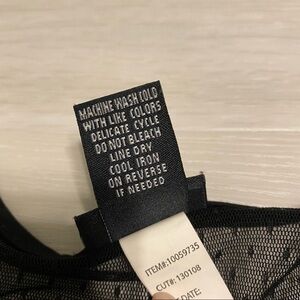 MACHINE WASH COLD
WITH LIKE COLORS
DELICATE CYCLE
DO NOT BLEACH
LINE DRY
COOL IRON
ON REVERSE
IF NEEDED
ITEM#:10059735
CUT#:130108
DATE: